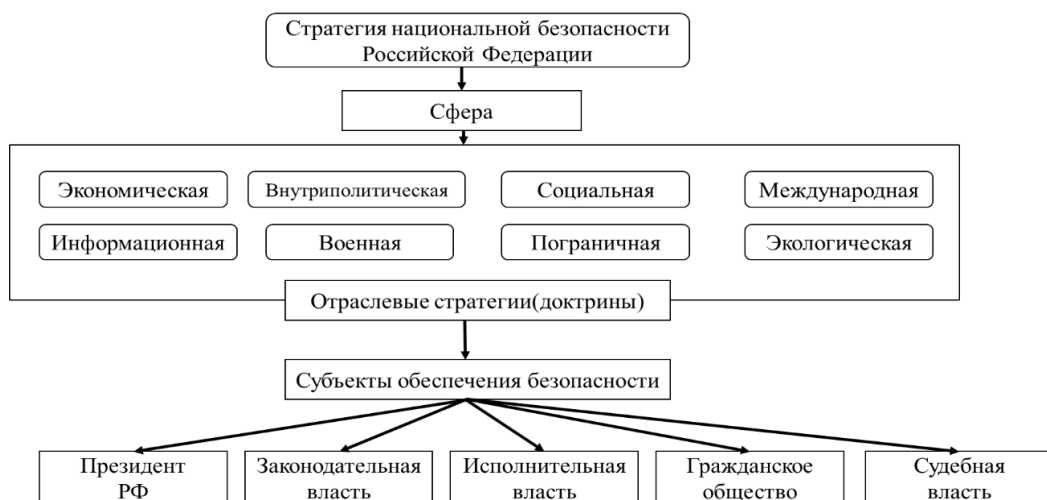 Стратегия национальной безопасности
Российской Федерации
Сфера
Экономическая
Внутриполитическая
Социальная
Международная
Информационная
Военная
Пограничная
Экологическая
Отраслевые стратегии(доктрины)
Субъекты обеспечения безопасности
Президент
РФ
Законодательная
власть
Исполнительная
власть
Гражданское
общество
Судебная
власть